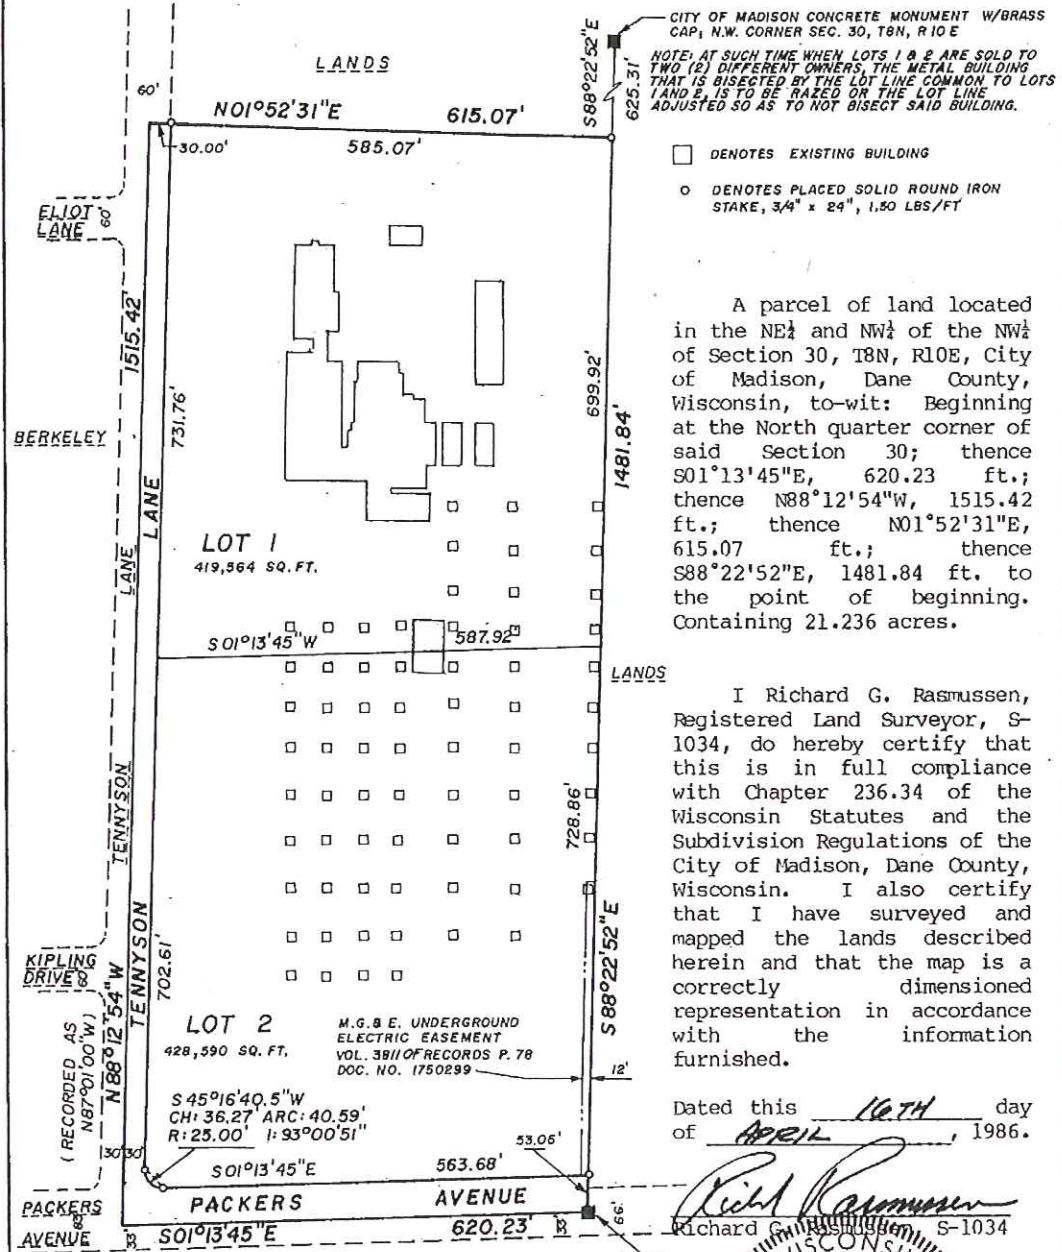 CITY OF MADISON CONCRETE MONUMENT W/BRASS
CAP; N.W. CORNER SEC. 30, T8N, R10E
NOTE: AT SUCH TIME WHEN LOTS 1 & 2 ARE SOLD TO
TWO (2) DIFFERENT OWNERS, THE METAL BUILDING
THAT IS BISECTED BY THE LOT LINE COMMON TO LOTS
1 AND 2, IS TO BE RAZED OR THE LOT LINE
ADJUSTED SO AS TO NOT BISECT SAID BUILDING.
DENOTES EXISTING BUILDING
DENOTES PLACED SOLID ROUND IRON
STAKE, 3/4" x 24", 1.50 LBS/FT
LANDS
60'
N01°52'31"E 615.07'
30.00'
585.07'
S88°22'52"E
625.31'
ELIOT
LANE
60'
1515.42'
731.76'
699.92'
1481.84'
BERKELEY
LANE
LANE
LOT 1
419,564 SQ. FT.
S01°13'45"W
587.92'
LANDS
TENNYSON
TENNYSON
728.86'
S88°22'52"E
KIPLING
DRIVE
60'
N88°12'54"W
(RECORDED AS
N87°01'00"W)
702.61'
LOT 2
428,590 SQ. FT.
M.G.& E. UNDERGROUND
ELECTRIC EASEMENT
VOL. 3811 OF RECORDS P. 78
DOC. NO. 1750299
12'
S45°16'40.5"W
CH: 36.27' ARC: 40.59'
R: 25.00' I: 93°00'51"
30' 30'
53.06'
S01°13'45"E 563.68'
PACKERS AVENUE
PACKERS
AVENUE
33'
S01°13'45"E 620.23'
33'
66'
A parcel of land located
in the NE¼ and NW¼ of the NW¼
of Section 30, T8N, R10E, City
of Madison, Dane County,
Wisconsin, to-wit: Beginning
at the North quarter corner of
said Section 30; thence
S01°13'45"E, 620.23 ft.;
thence N88°12'54"W, 1515.42
ft.; thence N01°52'31"E,
615.07 ft.; thence
S88°22'52"E, 1481.84 ft. to
the point of beginning.
Containing 21.236 acres.
I Richard G. Rasmussen,
Registered Land Surveyor, S-
1034, do hereby certify that
this is in full compliance
with Chapter 236.34 of the
Wisconsin Statutes and the
Subdivision Regulations of the
City of Madison, Dane County,
Wisconsin. I also certify
that I have surveyed and
mapped the lands described
herein and that the map is a
correctly dimensioned
representation in accordance
with the information
furnished.
Dated this 16TH day
of APRIL, 1986.
Richard Rasmussen
Richard G. Rasmussen, S-1034
WISCONSIN